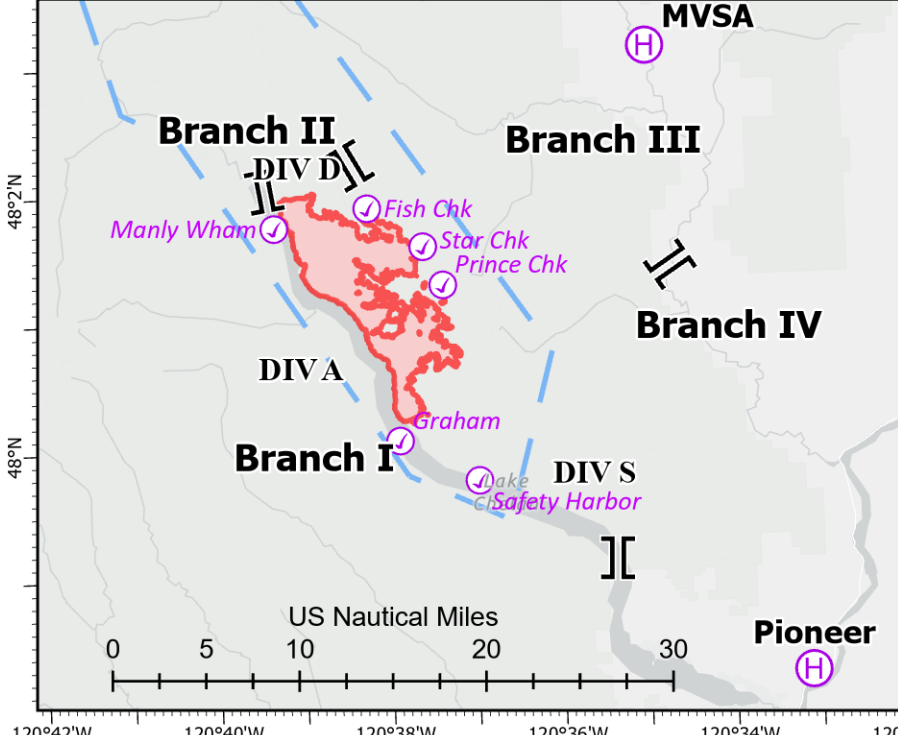 MVSA
H
Branch II
Branch III
DIV D
48°2'N
Fish Chk
Manly Wham
Star Chk
Prince Chk
Branch IV
DIV A
Graham
48°N
Branch I
DIV S
Lake
Safety Harbor
US Nautical Miles
Pioneer
0 5 10 20 30
H
120°42'W 120°40'W 120°38'W 120°36'W 120°34'W